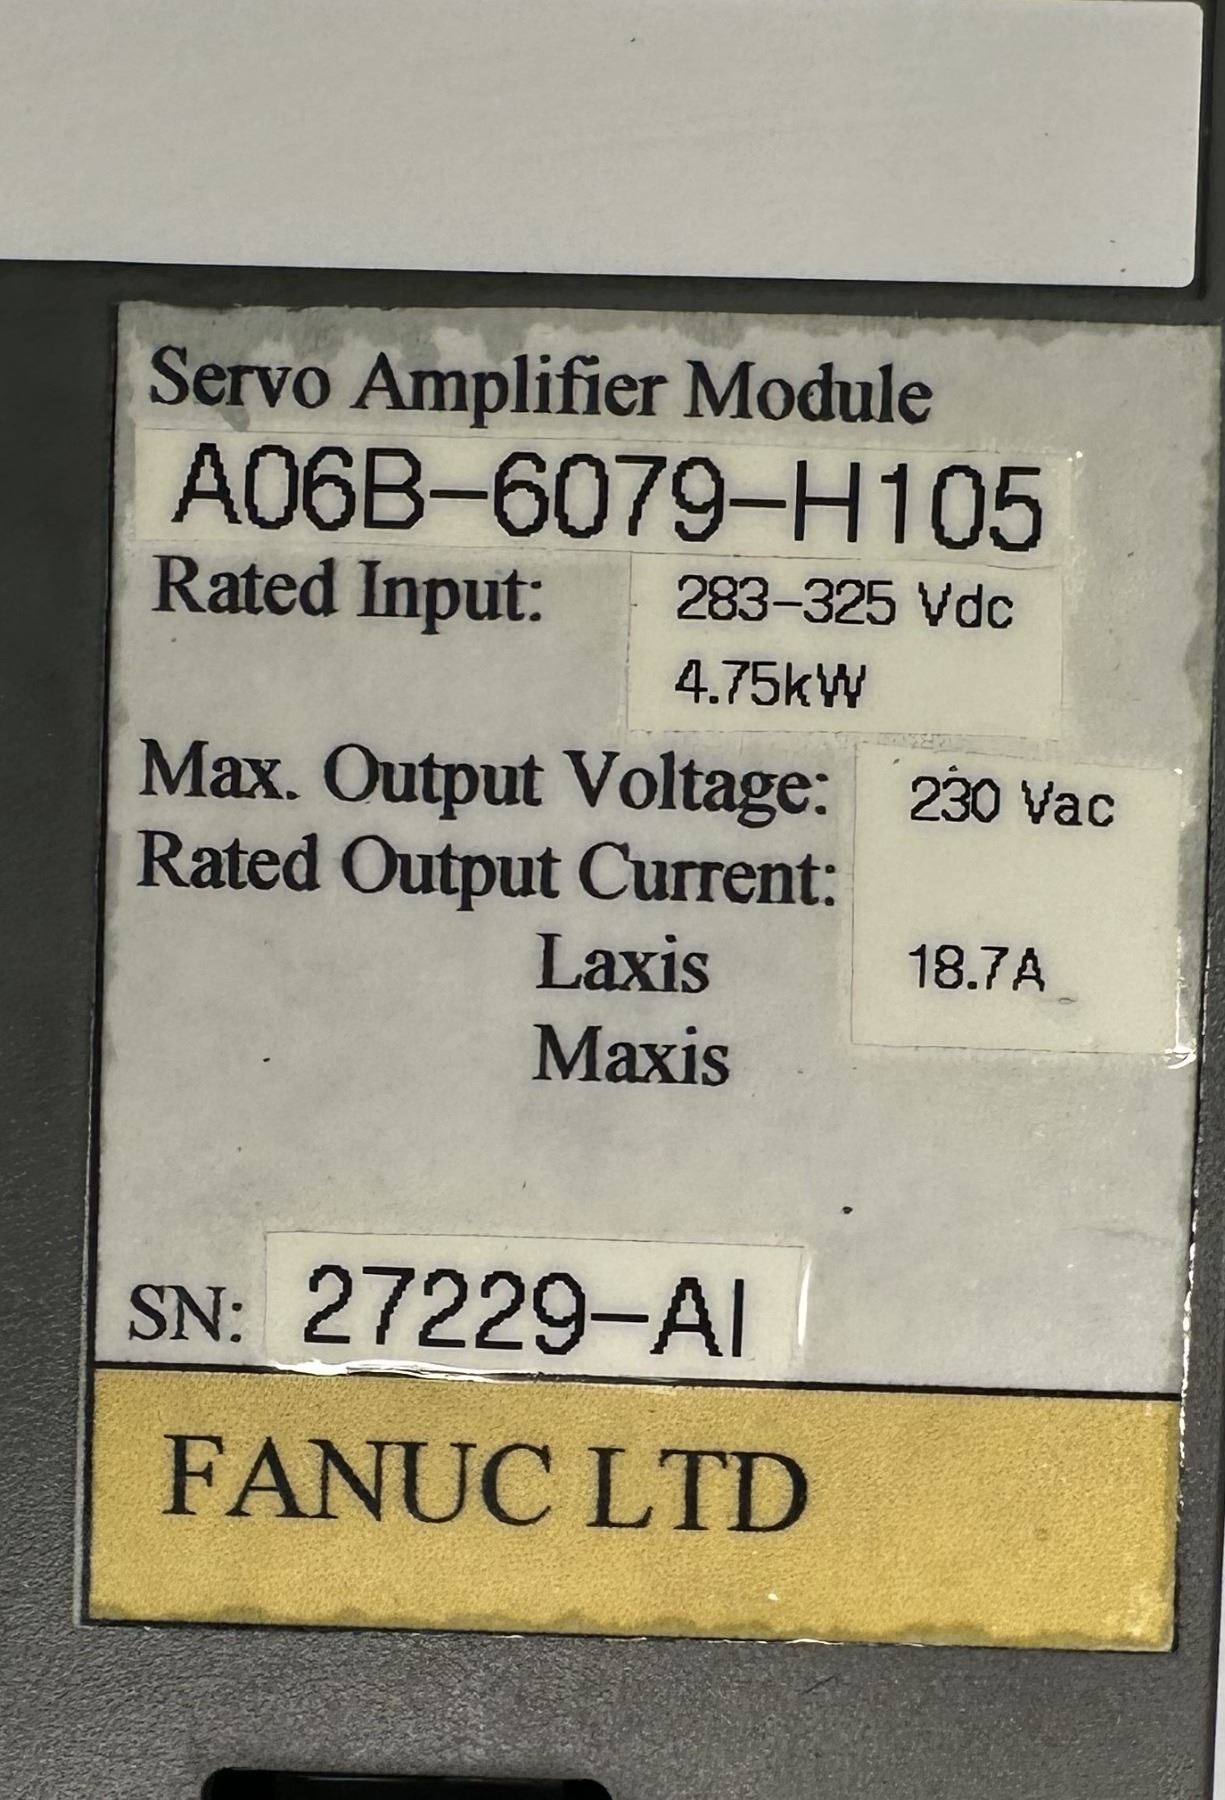 Servo Amplifier Module
A06B-6079-H105
Rated Input: 283-325 Vdc
4.75kW
Max. Output Voltage: 230 Vac
Rated Output Current:
Laxis 18.7A
Maxis
SN: 27229-AI
FANUC LTD